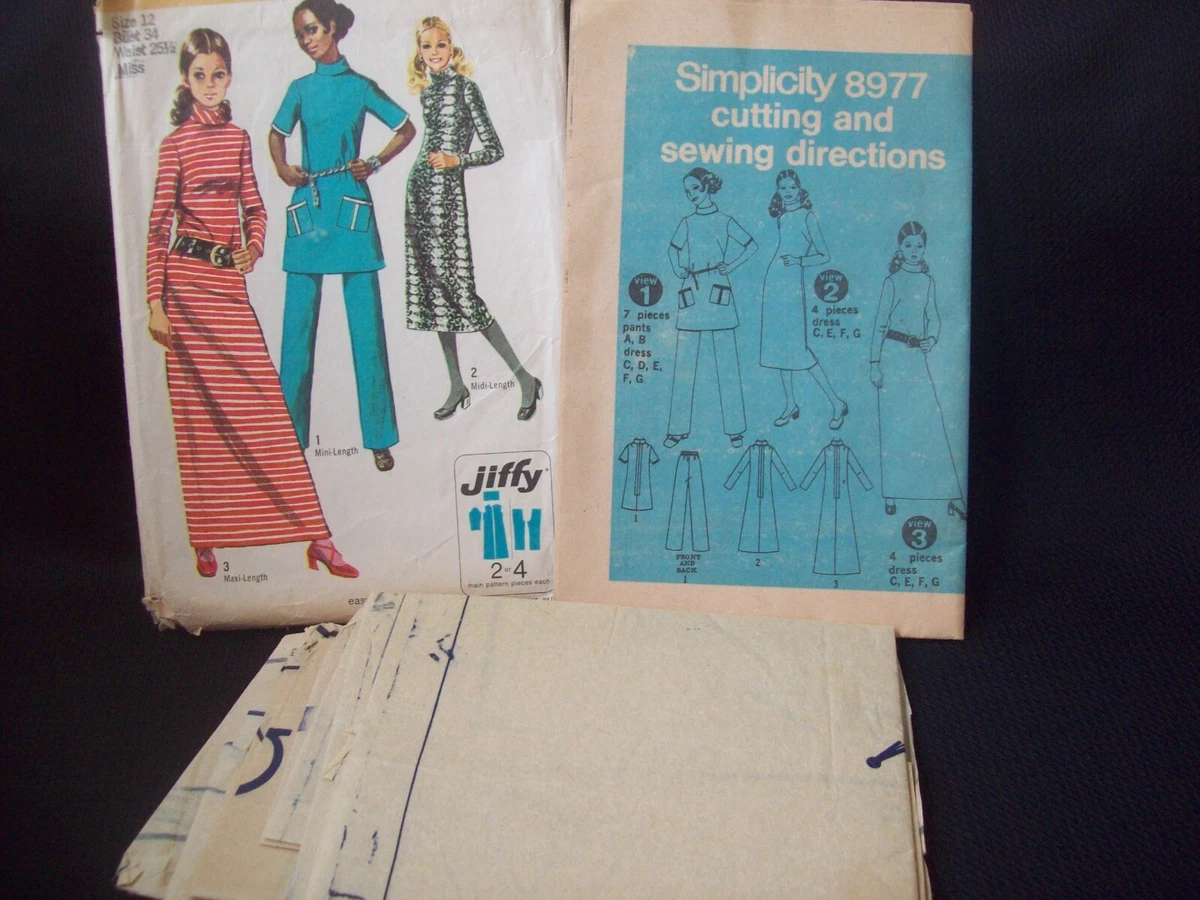 Size 12
Bust 34
Waist 25½
Miss
2
Midi-Length
1
Mini-Length
3
Maxi-Length
jiffy
2 or 4
main pattern pieces each
Simplicity 8977
cutting and
sewing directions
view
1
7 pieces
pants
A, B
dress
C, D, E,
F, G
view
2
4 pieces
dress
C, E, F, G
1
FRONT
AND
BACK
1
2
3
view
3
4 pieces
dress
C, E, F, G